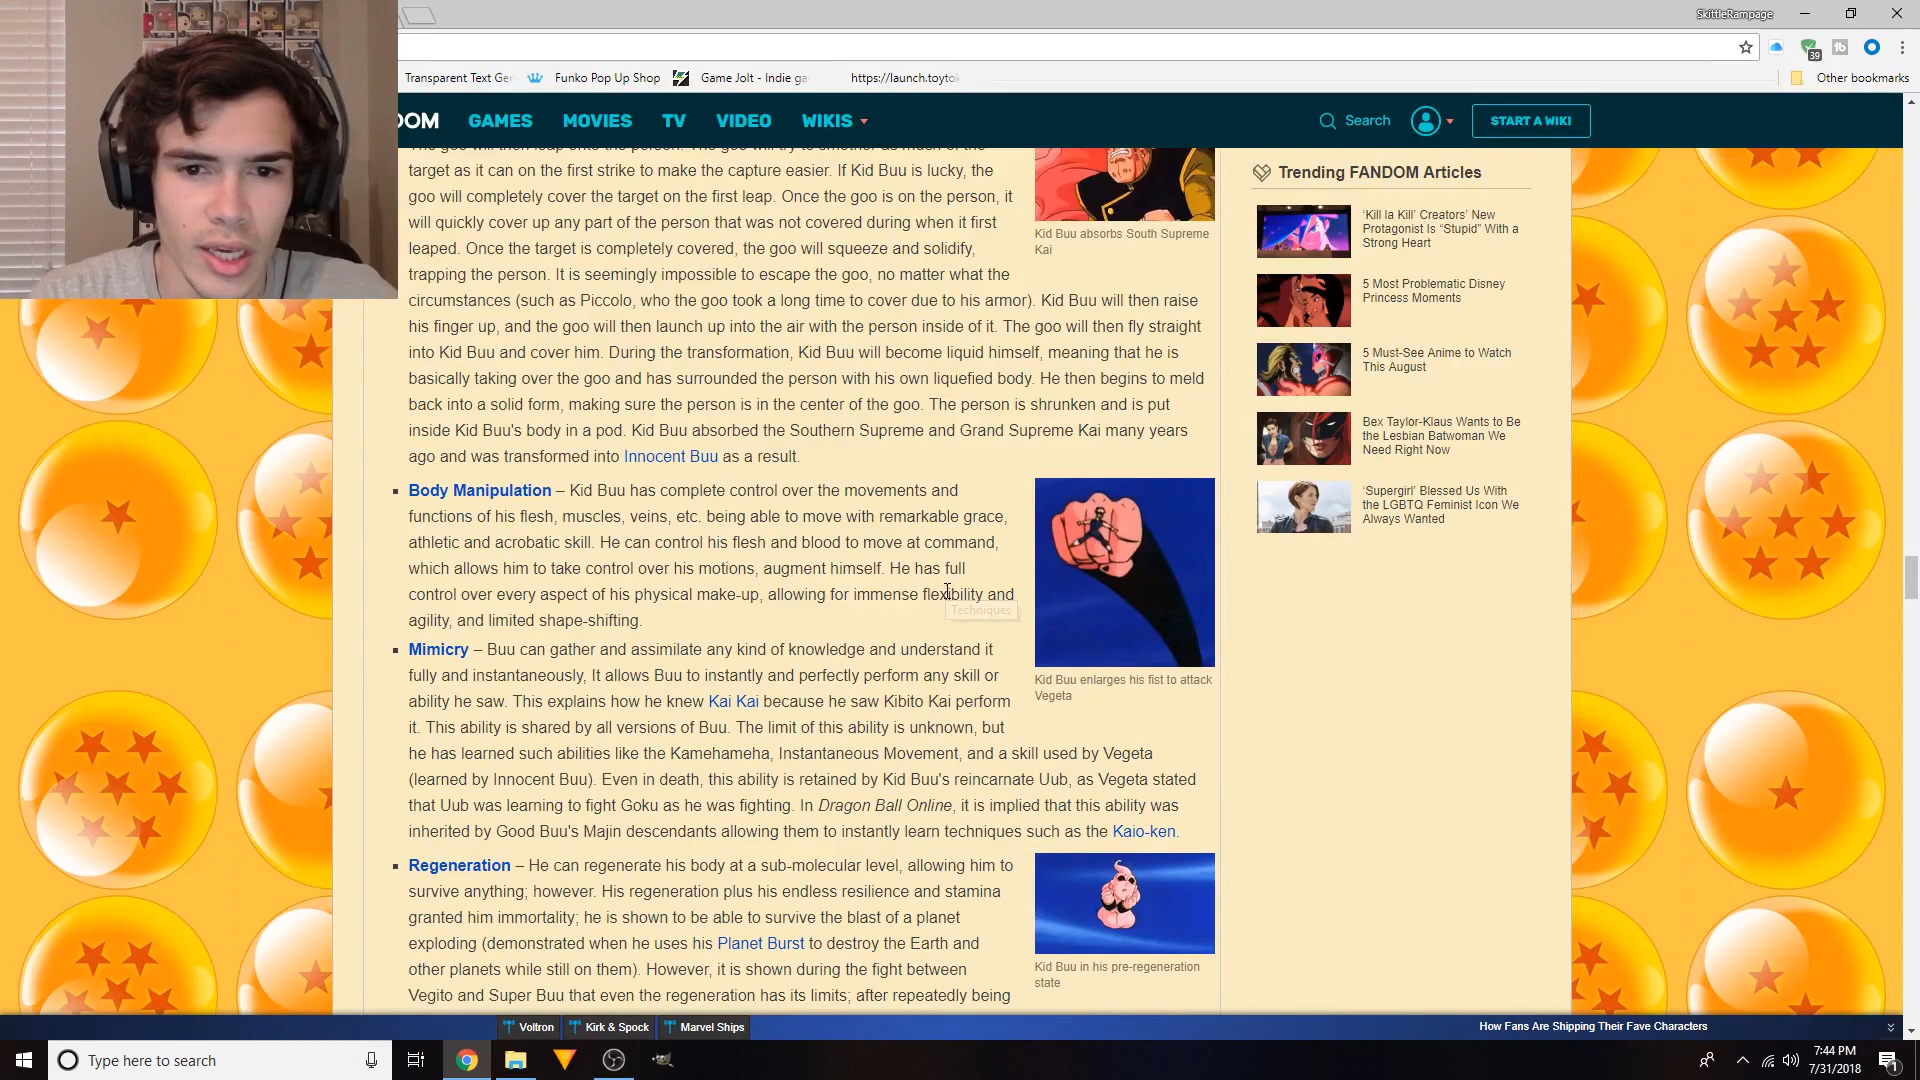 SkittleRampage
39
Transparent Text Ger
Funko Pop Up Shop
Game Jolt - Indie ga
https://launch.toytok
Other bookmarks
DOM
GAMES
MOVIES
TV
VIDEO
WIKIS
Search
START A WIKI
The goo will then leap onto the person. The goo will try to smother as much of the
target as it can on the first strike to make the capture easier. If Kid Buu is lucky, the
goo will completely cover the target on the first leap. Once the goo is on the person, it
will quickly cover up any part of the person that was not covered during when it first
leaped. Once the target is completely covered, the goo will squeeze and solidify,
trapping the person. It is seemingly impossible to escape the goo, no matter what the
circumstances (such as Piccolo, who the goo took a long time to cover due to his armor). Kid Buu will then raise
his finger up, and the goo will then launch up into the air with the person inside of it. The goo will then fly straight
into Kid Buu and cover him. During the transformation, Kid Buu will become liquid himself, meaning that he is
basically taking over the goo and has surrounded the person with his own liquefied body. He then begins to meld
back into a solid form, making sure the person is in the center of the goo. The person is shrunken and is put
inside Kid Buu's body in a pod. Kid Buu absorbed the Southern Supreme and Grand Supreme Kai many years
ago and was transformed into Innocent Buu as a result.
Kid Buu absorbs South Supreme
Kai
Body Manipulation – Kid Buu has complete control over the movements and
functions of his flesh, muscles, veins, etc. being able to move with remarkable grace,
athletic and acrobatic skill. He can control his flesh and blood to move at command,
which allows him to take control over his motions, augment himself. He has full
control over every aspect of his physical make-up, allowing for immense flexibility and
agility, and limited shape-shifting.
Techniques
Kid Buu enlarges his fist to attack
Vegeta
Mimicry – Buu can gather and assimilate any kind of knowledge and understand it
fully and instantaneously, It allows Buu to instantly and perfectly perform any skill or
ability he saw. This explains how he knew Kai Kai because he saw Kibito Kai perform
it. This ability is shared by all versions of Buu. The limit of this ability is unknown, but
he has learned such abilities like the Kamehameha, Instantaneous Movement, and a skill used by Vegeta
(learned by Innocent Buu). Even in death, this ability is retained by Kid Buu's reincarnate Uub, as Vegeta stated
that Uub was learning to fight Goku as he was fighting. In Dragon Ball Online, it is implied that this ability was
inherited by Good Buu's Majin descendants allowing them to instantly learn techniques such as the Kaio-ken.
Regeneration – He can regenerate his body at a sub-molecular level, allowing him to
survive anything; however. His regeneration plus his endless resilience and stamina
granted him immortality; he is shown to be able to survive the blast of a planet
exploding (demonstrated when he uses his Planet Burst to destroy the Earth and
other planets while still on them). However, it is shown during the fight between
Vegito and Super Buu that even the regeneration has its limits; after repeatedly being
Kid Buu in his pre-regeneration
state
Trending FANDOM Articles
‘Kill la Kill’ Creators’ New
Protagonist Is “Stupid” With a
Strong Heart
5 Most Problematic Disney
Princess Moments
5 Must-See Anime to Watch
This August
Bex Taylor-Klaus Wants to Be
the Lesbian Batwoman We
Need Right Now
‘Supergirl’ Blessed Us With
the LGBTQ Feminist Icon We
Always Wanted
Voltron
Kirk & Spock
Marvel Ships
How Fans Are Shipping Their Fave Characters
Type here to search
7:44 PM
7/31/2018
1